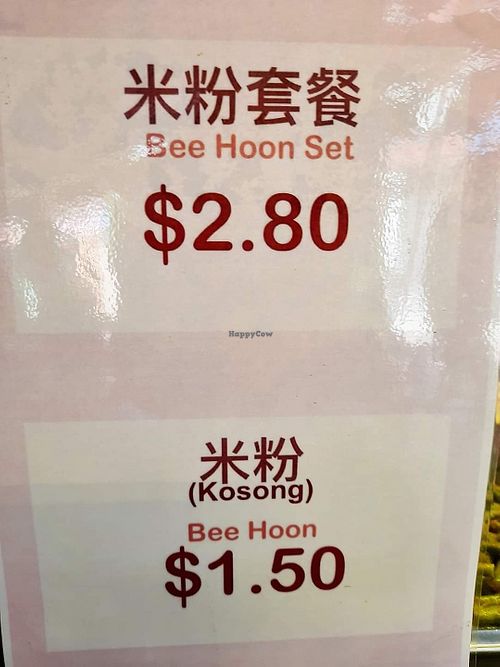 米粉套餐
Bee Hoon Set
$2.80
HappyCow
米粉
(Kosong)
Bee Hoon
$1.50